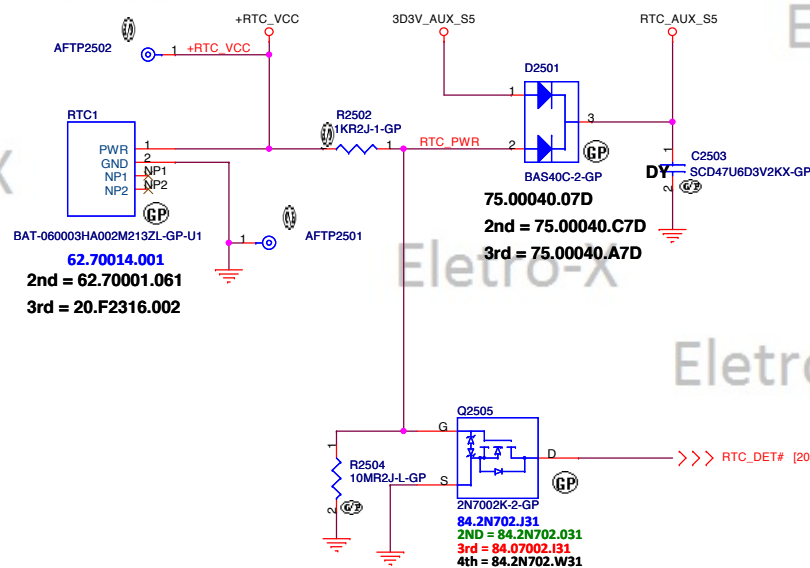 +RTC_VCC
3D3V_AUX_S5
RTC_AUX_S5
AFTP2502
1
+RTC_VCC
D2501
RTC1
1
3
R2502
1KR2J-1-GP
PWR
1
1
RTC_PWR
2
GND
2
NP1
NP1
NP2
NP2
GP
BAS40C-2-GP
1
C2503
DY
SCD47U6D3V2KX-GP
2
G/P
GP
75.00040.07D
2nd = 75.00040.C7D
3rd = 75.00040.A7D
BAT-060003HA002M213ZL-GP-U1
1
AFTP2501
62.70014.001
2nd = 62.70001.061
3rd = 20.F2316.002
Eletro-X
Eletro
Q2505
G
1
R2504
10MR2J-L-GP
2
G/P
D
S
RTC_DET# [20
GP
2N7002K-2-GP
84.2N702.J31
2ND = 84.2N702.031
3rd = 84.07002.I31
4th = 84.2N702.W31